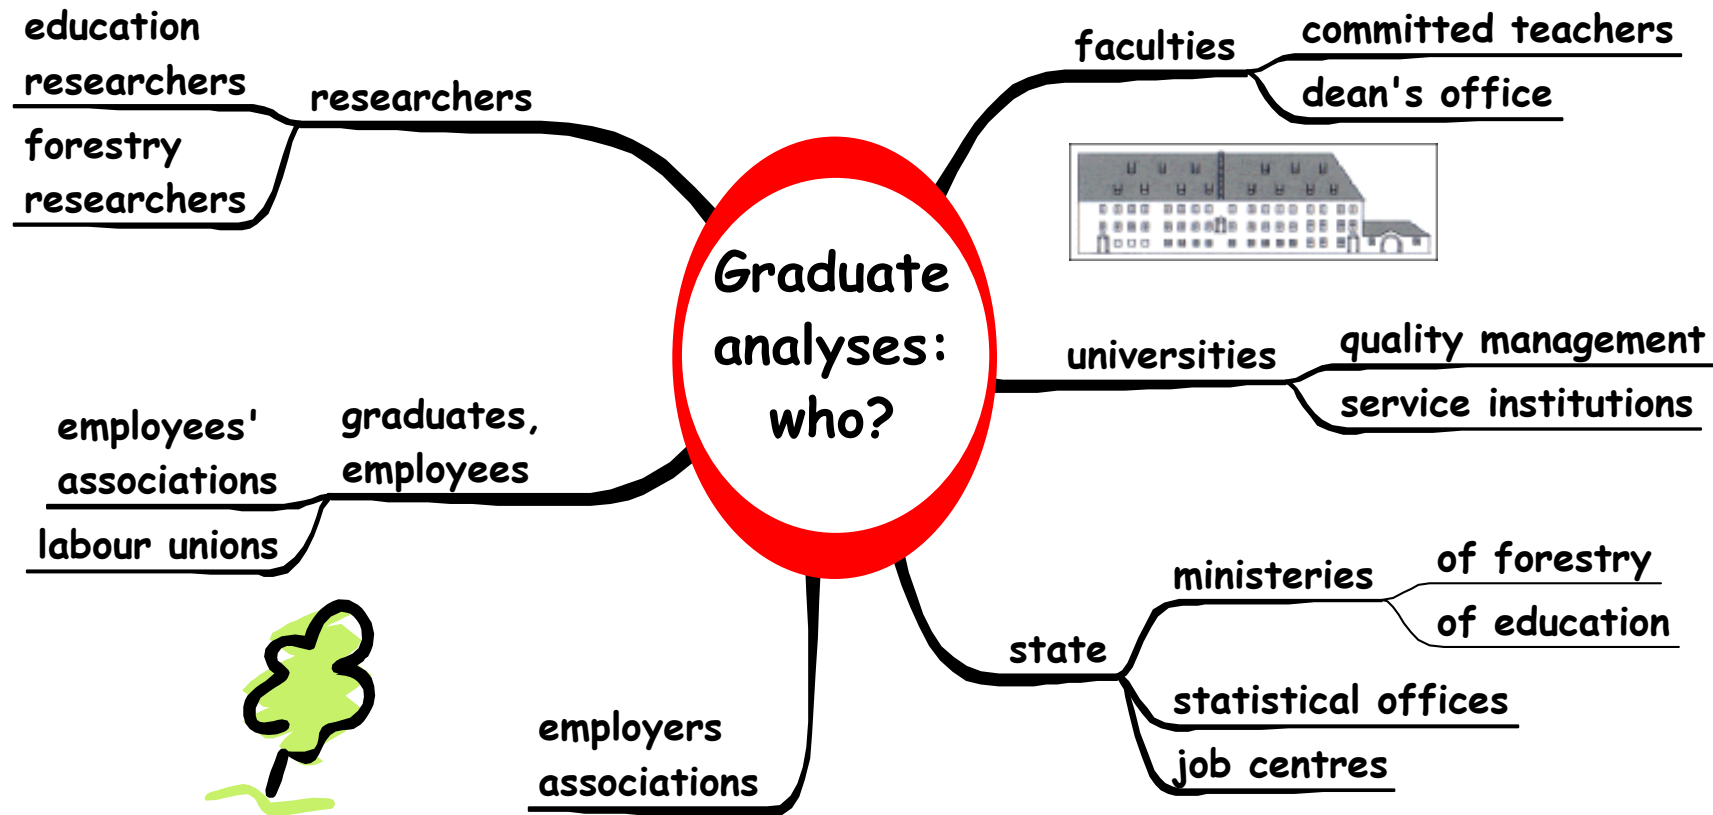 Graduate
analyses:
who?
faculties
committed teachers
dean's office
universities
quality management
service institutions
state
ministeries
of forestry
of education
statistical offices
job centres
employers
associations
graduates,
employees
employees'
associations
labour unions
researchers
education
researchers
forestry
researchers